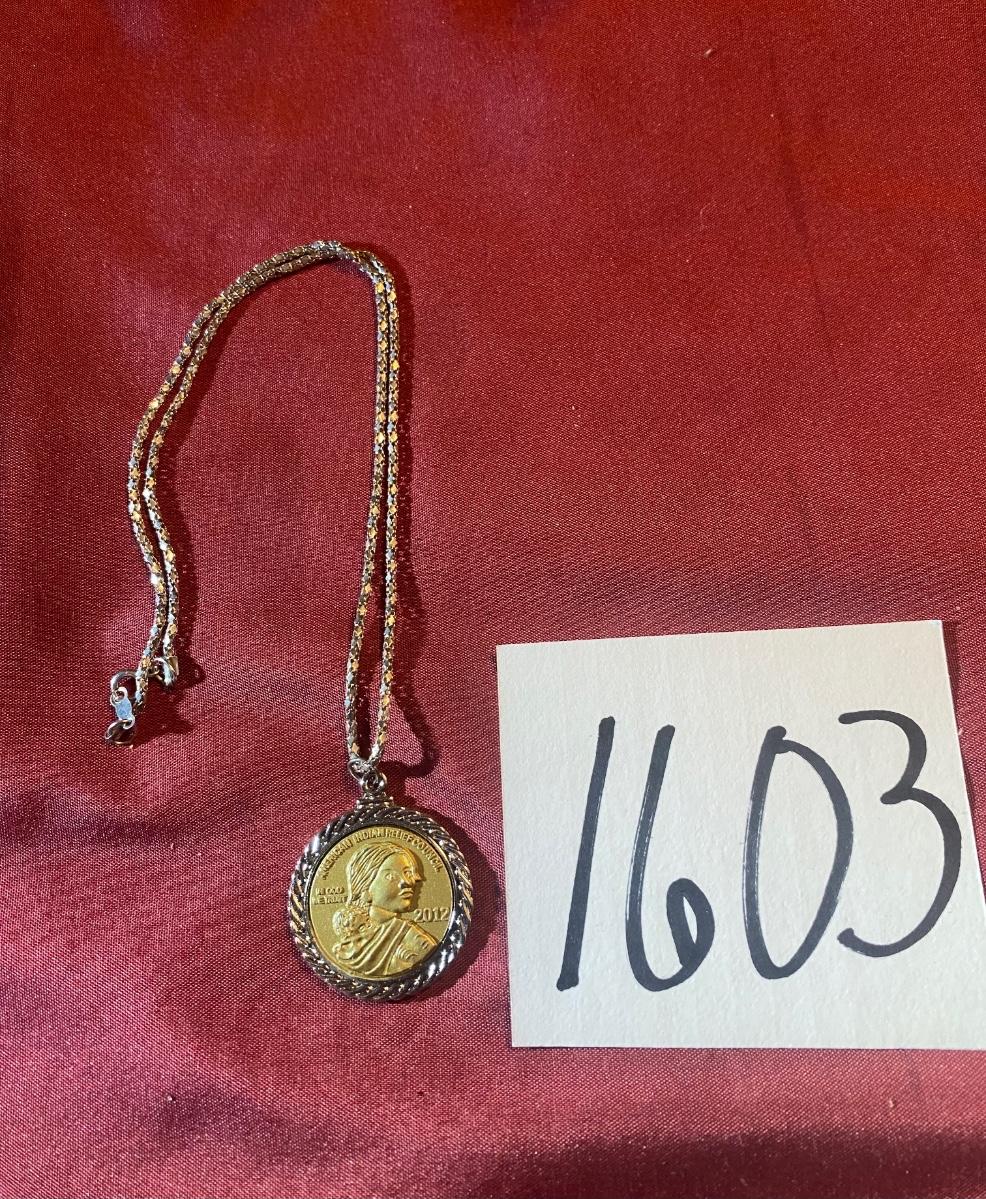 AMERICAN INDIAN RELIEF COUNCIL
IN GOD
WE TRUST
2012
1603